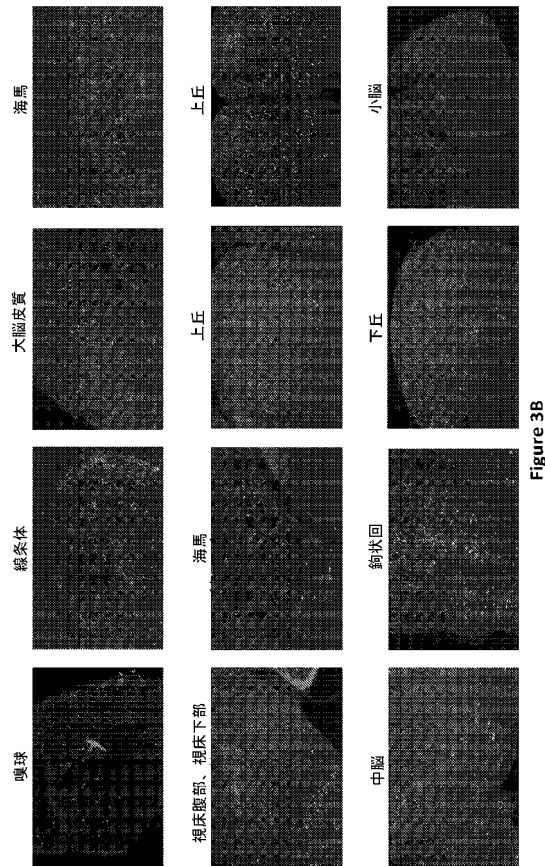 嗅球
線条体
大脳皮質
海馬
視床腹部、視床下部
海馬
上丘
上丘
中脳
鉤状回
下丘
小脳
Figure 3B